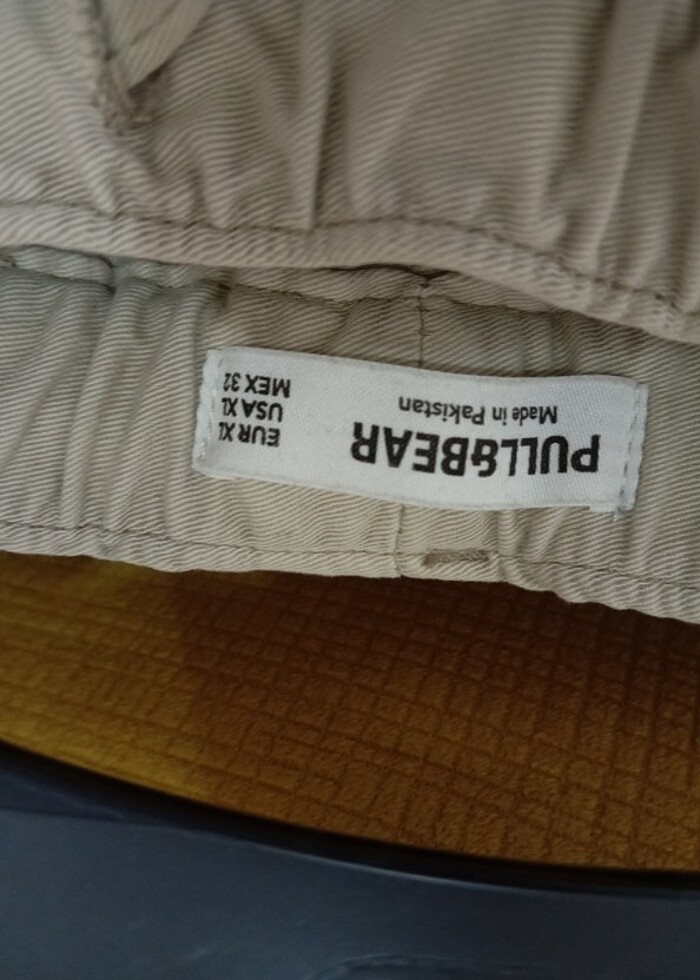 PULL&BEAR
Made in Pakistan
EUR XL
USA XL
MEX 32